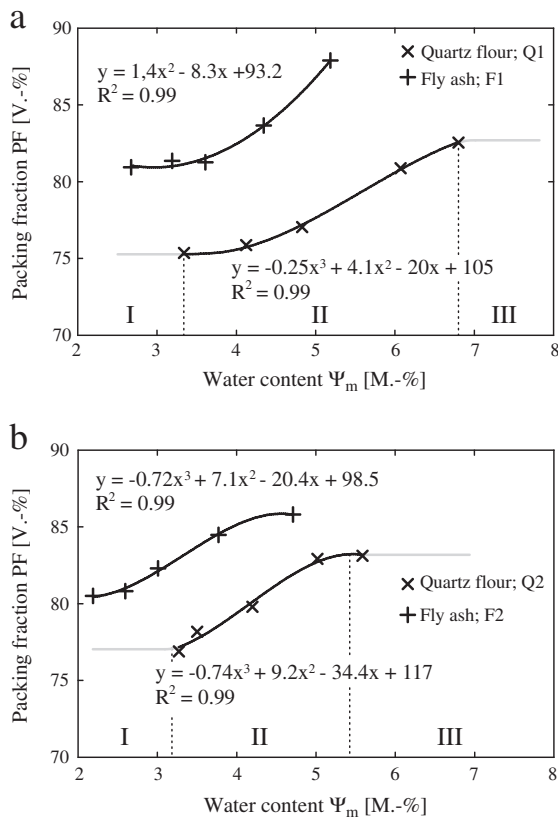 a
90
85
80
75
70
Packing fraction PF [V.-%]
y = 1,4x² - 8.3x +93.2
R² = 0.99
Quartz flour; Q1
Fly ash; F1
y = -0.25x³ + 4.1x² - 20x + 105
R² = 0.99
I
II
III
2
3
4
5
6
7
8
Water content Ψm [M.-%]
b
90
85
80
75
70
Packing fraction PF [V.-%]
y = -0.72x³ + 7.1x² - 20.4x + 98.5
R² = 0.99
Quartz flour; Q2
Fly ash; F2
y = -0.74x³ + 9.2x² - 34.4x + 117
R² = 0.99
I
II
III
2
3
4
5
6
7
8
Water content Ψm [M.-%]